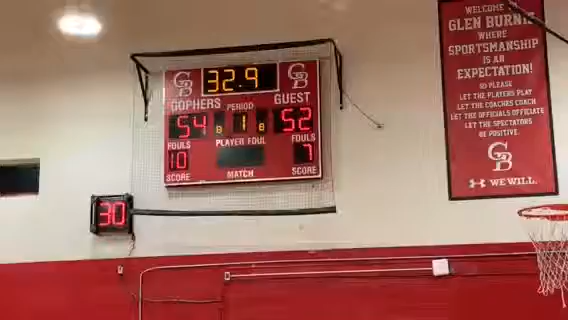 32.9
GB GB
GOPHERS PERIOD GUEST
54 B 1 B 52
FOULS PLAYER FOUL FOULS
10 7
SCORE MATCH SCORE
30
WELCOME
GLEN BURNIE
WHERE
SPORTSMANSHIP
IS AN
EXPECTATION!
SO PLEASE
LET THE PLAYERS PLAY
LET THE COACHES COACH
LET THE OFFICIALS OFFICIATE
LET THE SPECTATORS
BE POSITIVE.
GB
WE WILL.